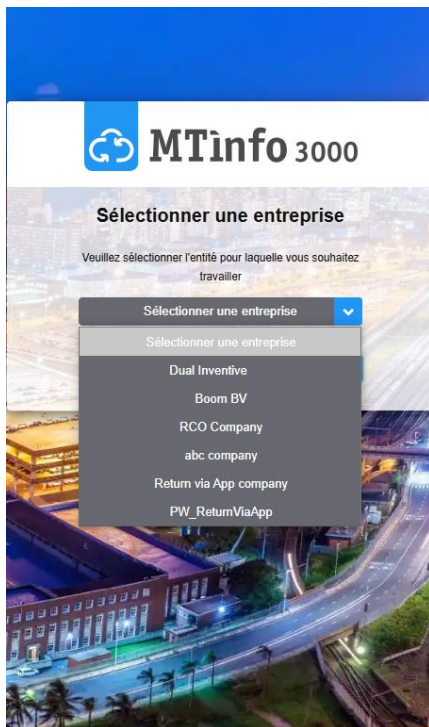 MTinfo 3000
Sélectionner une entreprise
Veuillez sélectionner l'entité pour laquelle vous souhaitez
travailler
Sélectionner une entreprise
Sélectionner une entreprise
Dual Inventive
Boom BV
RCO Company
abc company
Return via App company
PW_ReturnViaApp